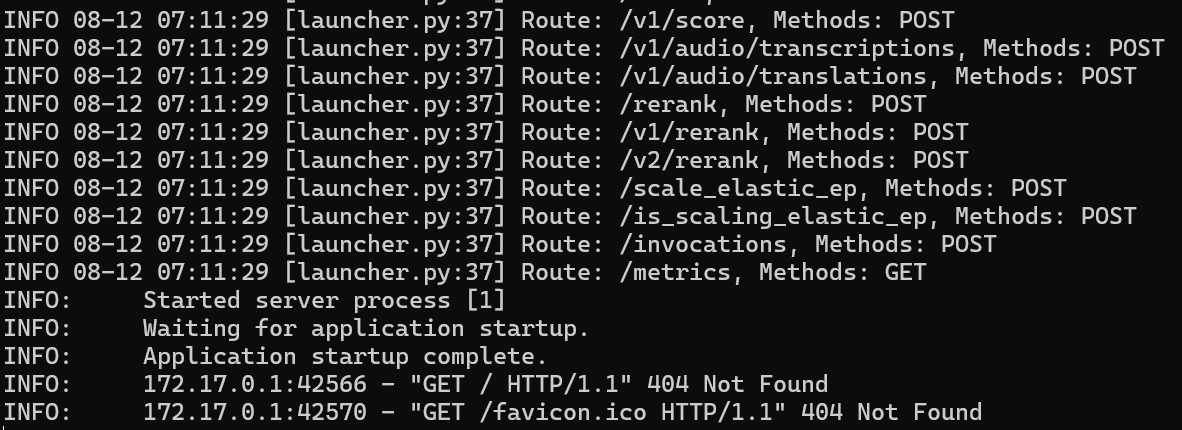 INFO 08-12 07:11:29 [launcher.py:37] Route: /v1/score, Methods: POST
INFO 08-12 07:11:29 [launcher.py:37] Route: /v1/audio/transcriptions, Methods: POST
INFO 08-12 07:11:29 [launcher.py:37] Route: /v1/audio/translations, Methods: POST
INFO 08-12 07:11:29 [launcher.py:37] Route: /rerank, Methods: POST
INFO 08-12 07:11:29 [launcher.py:37] Route: /v1/rerank, Methods: POST
INFO 08-12 07:11:29 [launcher.py:37] Route: /v2/rerank, Methods: POST
INFO 08-12 07:11:29 [launcher.py:37] Route: /scale_elastic_ep, Methods: POST
INFO 08-12 07:11:29 [launcher.py:37] Route: /is_scaling_elastic_ep, Methods: POST
INFO 08-12 07:11:29 [launcher.py:37] Route: /invocations, Methods: POST
INFO 08-12 07:11:29 [launcher.py:37] Route: /metrics, Methods: GET
INFO:     Started server process [1]
INFO:     Waiting for application startup.
INFO:     Application startup complete.
INFO:     172.17.0.1:42566 - "GET / HTTP/1.1" 404 Not Found
INFO:     172.17.0.1:42570 - "GET /favicon.ico HTTP/1.1" 404 Not Found